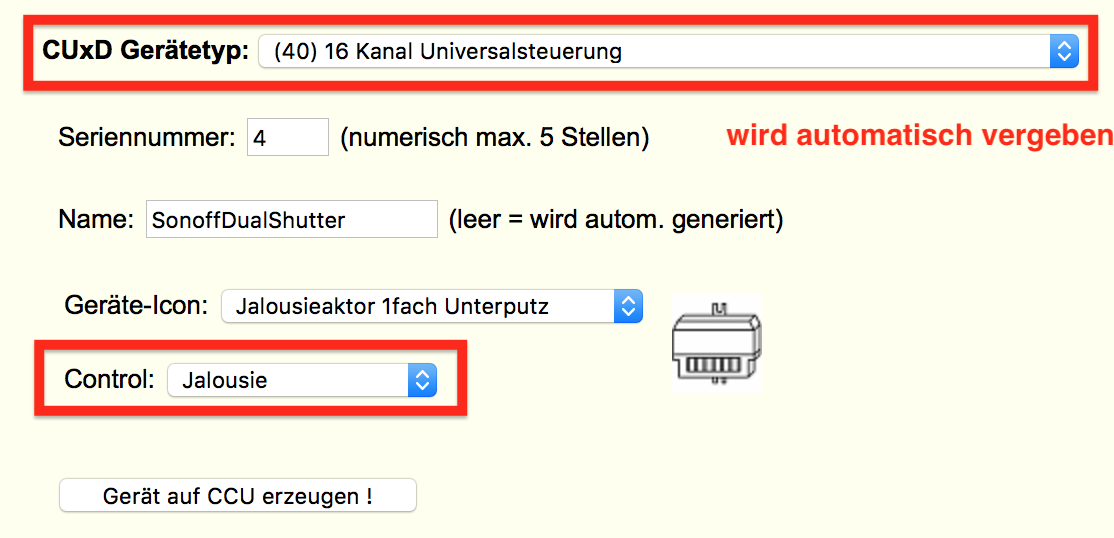 CUxD Gerätetyp: (40) 16 Kanal Universalsteuerung
Seriennummer: 4 (numerisch max. 5 Stellen) wird automatisch vergeben
Name: SonoffDualShutter (leer = wird autom. generiert)
Geräte-Icon: Jalousieaktor 1fach Unterputz
Control: Jalousie
Gerät auf CCU erzeugen !